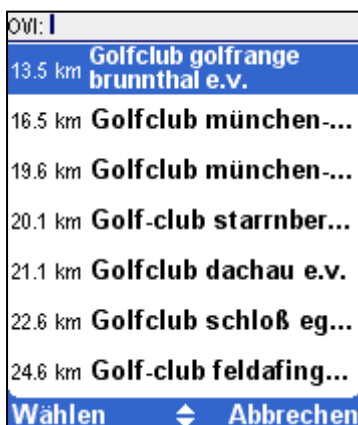 OVI:
13.5 km Golfclub golfrange
brunnthal e.v.
16.5 km Golfclub münchen-...
19.6 km Golfclub münchen-...
20.1 km Golf-club starrnber...
21.1 km Golfclub dachau e.v.
22.6 km Golfclub schloß eg...
24.6 km Golf-club feldafing...
Wählen Abbrechen